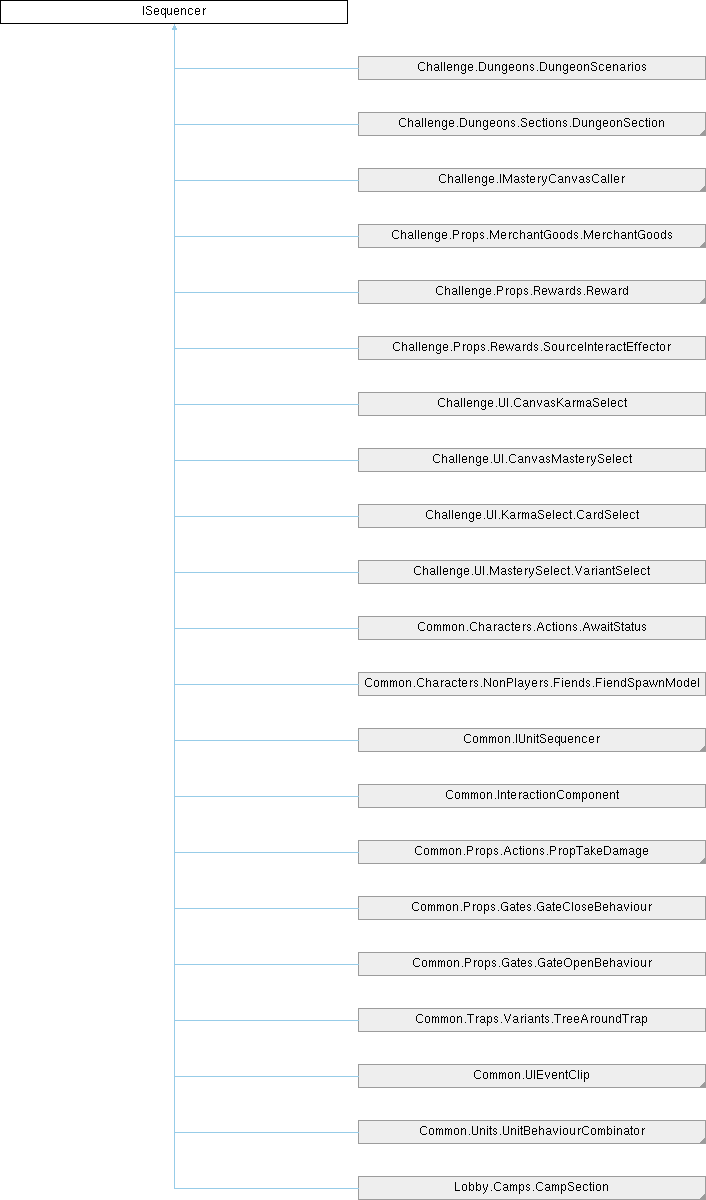 ISequencer
Challenge.Dungeons.DungeonScenarios
Challenge.Dungeons.Sections.DungeonSection
Challenge.IMasteryCanvasCaller
Challenge.Props.MerchantGoods.MerchantGoods
Challenge.Props.Rewards.Reward
Challenge.Props.Rewards.SourceInteractEffector
Challenge.UI.CanvasKarmaSelect
Challenge.UI.CanvasMasterySelect
Challenge.UI.KarmaSelect.CardSelect
Challenge.UI.MasterySelect.VariantSelect
Common.Characters.Actions.AwaitStatus
Common.Characters.NonPlayers.Fiends.FiendSpawnModel
Common.IUnitSequencer
Common.InteractionComponent
Common.Props.Actions.PropTakeDamage
Common.Props.Gates.GateCloseBehaviour
Common.Props.Gates.GateOpenBehaviour
Common.Traps.Variants.TreeAroundTrap
Common.UIEventClip
Common.Units.UnitBehaviourCombinator
Lobby.Camps.CampSection